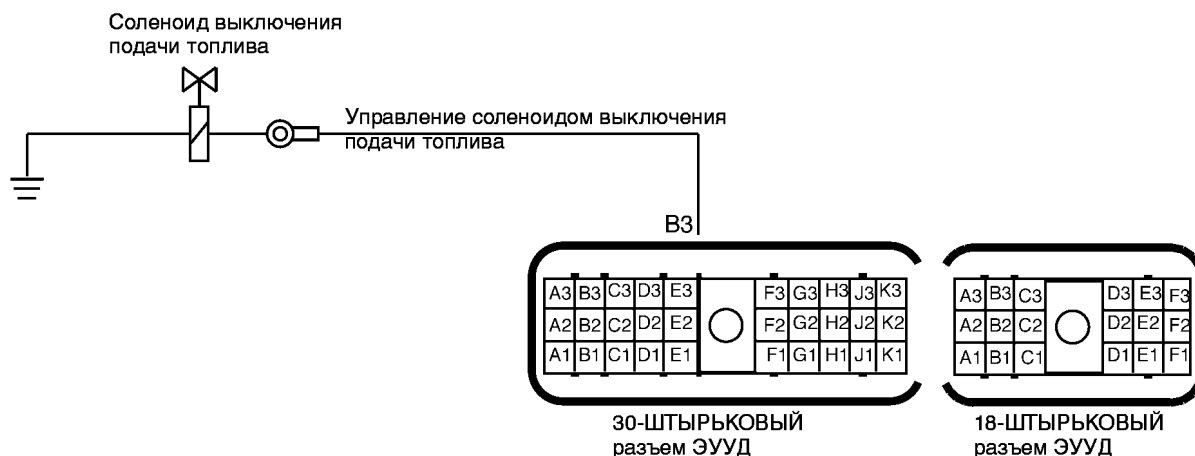 Соленоид выключения
подачи топлива
Управление соленоидом выключения
подачи топлива
B3
A3 B3 C3 D3 E3 F3 G3 H3 J3 K3
A2 B2 C2 D2 E2 F2 G2 H2 J2 K2
A1 B1 C1 D1 E1 F1 G1 H1 J1 K1
30-ШТЫРЬКОВЫЙ
разъем ЭУУД
A3 B3 C3 D3 E3 F3
A2 B2 C2 D2 E2 F2
A1 B1 C1 D1 E1 F1
18-ШТЫРЬКОВЫЙ
разъем ЭУУД